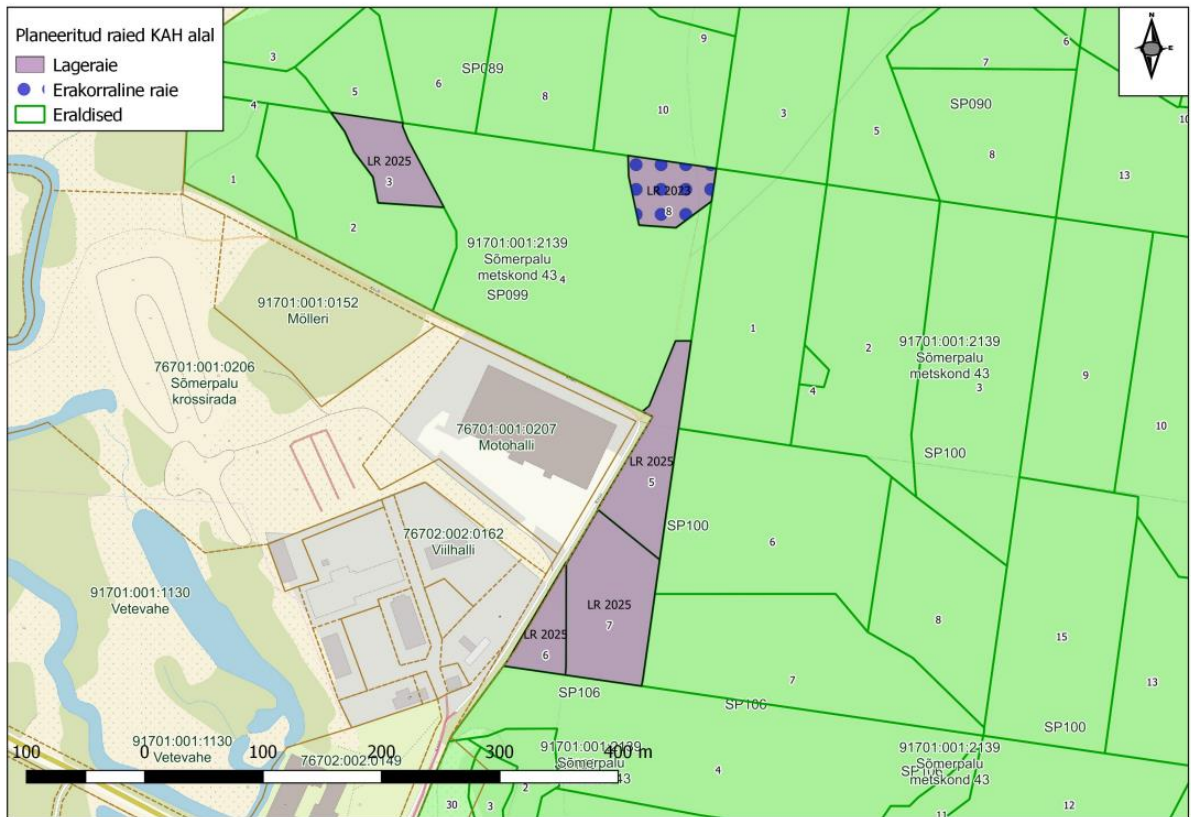 Planeeritud raied KAH alal
Lageraie
Erakorraline raie
Eraldised
N
E
3
4
5
6
SP089
8
9
10
3
5
SP090
6
7
8
10
13
1
2
LR 2025
3
LR 2023
8
91701:001:2139
Sõmerpalu
metskond 43
4
SP099
91701:001:0152
Mölleri
76701:001:0206
Sõmerpalu
krossirada
76701:001:0207
Motohalli
1
2
4
91701:001:2139
Sõmerpalu
metskond 43
3
SP100
9
10
LR 2025
5
SP100
6
76702:002:0162
Viilhalli
91701:001:1130
Vetevahe
LR 2025
7
LR 2025
6
8
15
13
7
SP106
SP106
SP100
91701:001:1130
Vetevahe
76702:002:0149
91701:001:2139
Sõmerpalu
43
4
91701:001:2139
Sõmerpalu
metskond 43
100
0
100
200
300
400 m
30
3
2
11
12